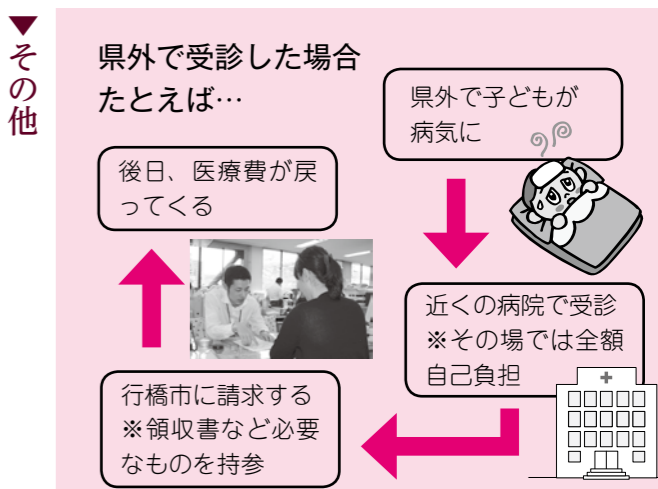 ▼その他
県外で受診した場合
たとえば…
県外で子どもが
病気に
近くの病院で受診
※その場では全額
自己負担
行橋市に請求する
※領収書など必要
なものを持参
後日、医療費が戻
ってくる